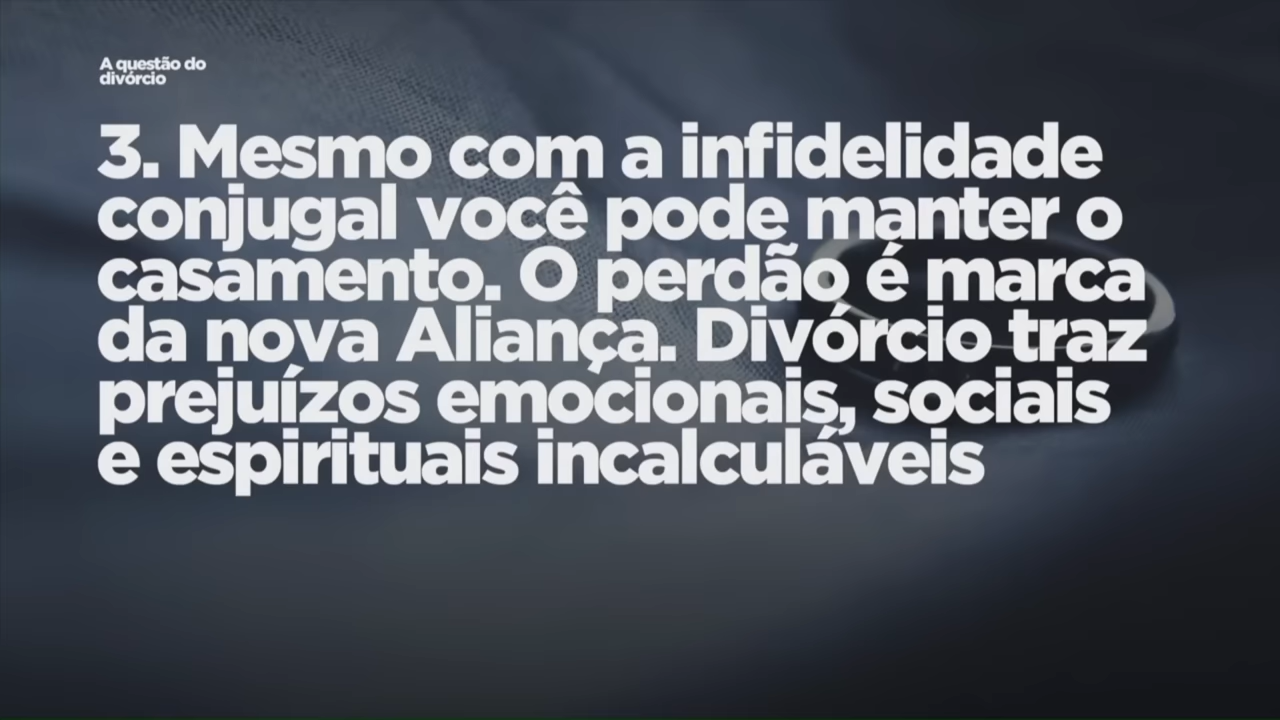 A questão do
divórcio
3. Mesmo com a infidelidade
conjugal você pode manter o
casamento. O perdão é marca
da nova Aliança. Divórcio traz
prejuízos emocionais, sociais
e espirituais incalculáveis